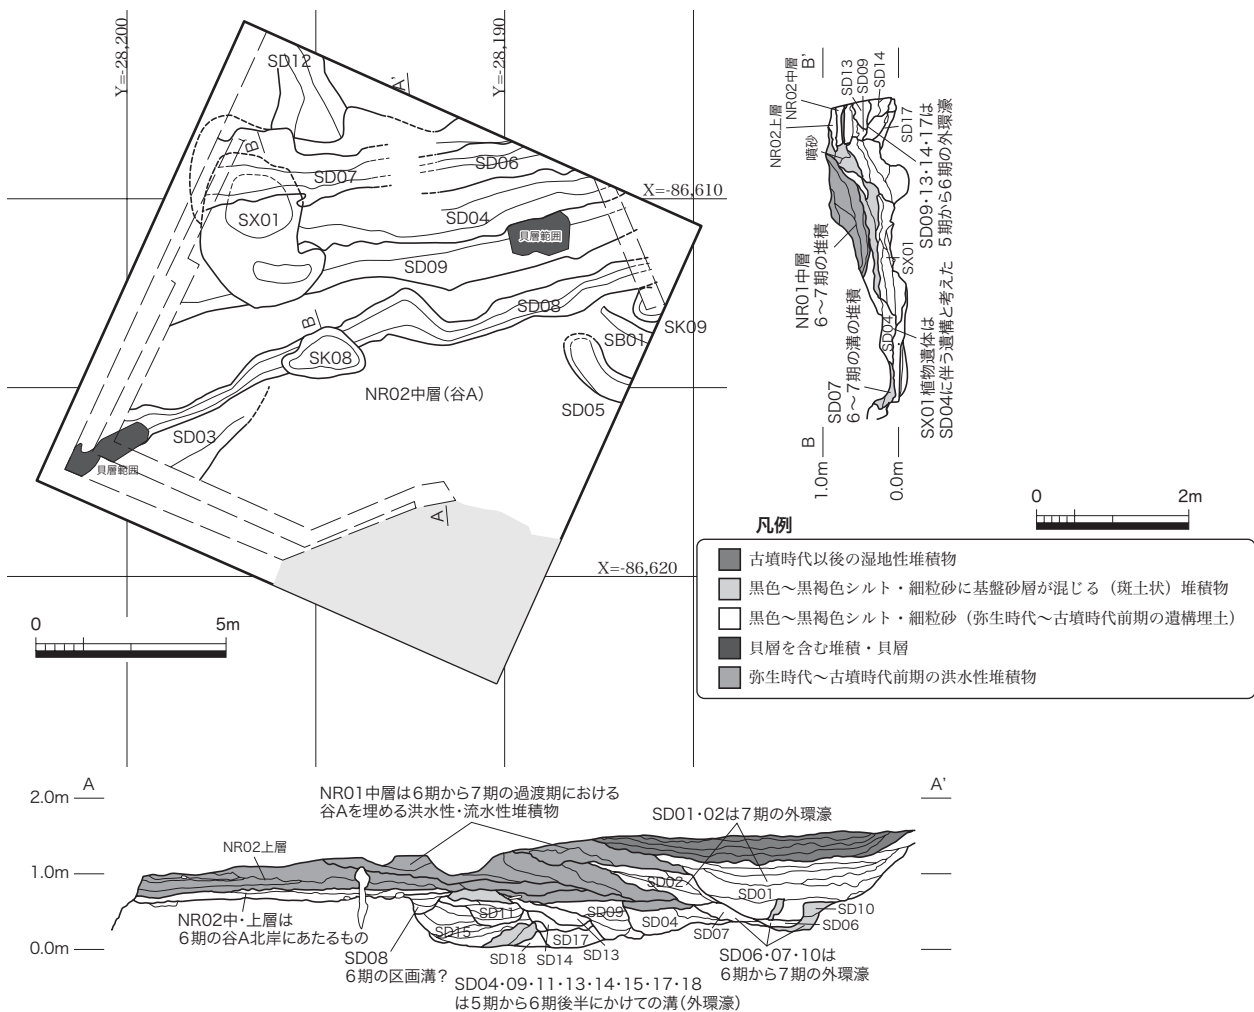 Y=-28,200
Y=-28,190
SD12
A'
B
SD07
SD06
X=-86,610
SX01
SD04
貝層範囲
SD09
SD08
B
SK08
SK09
SB01
NR02中層(谷A)
SD05
SD03
貝層範囲
A
X=-86,620
0
5m
B'
NR02上層
NR02中層
SD13
SD09
SD14
SD17
噴砂
SD09・13・14・17は
5期から6期の外環濠
NR01中層
6〜7期の堆積
SX01
SD04
SD07
6〜7期の溝の堆積
SX01植物遺体は
SD04に伴う遺構と考えた
B
1.0m
0.0m
0
2m
凡例
古墳時代以後の湿地性堆積物
黒色〜黒褐色シルト・細粒砂に基盤砂層が混じる(斑土状)堆積物
黒色〜黒褐色シルト・細粒砂(弥生時代〜古墳時代前期の遺構埋土)
貝層を含む堆積・貝層
弥生時代〜古墳時代前期の洪水性堆積物
A
A'
2.0m
1.0m
0.0m
NR01中層は6期から7期の過渡期における
谷Aを埋める洪水性・流水性堆積物
SD01・02は7期の外環濠
NR02上層
NR02中・上層は
6期の谷A北岸にあたるもの
SD02
SD01
SD11
SD09
SD04
SD10
SD15
SD07
SD06
SD17
SD18
SD14
SD13
SD08
6期の区画溝?
SD06・07・10は
6期から7期の外環濠
SD04・09・11・13・14・15・17・18
は5期から6期後半にかけての溝(外環濠)